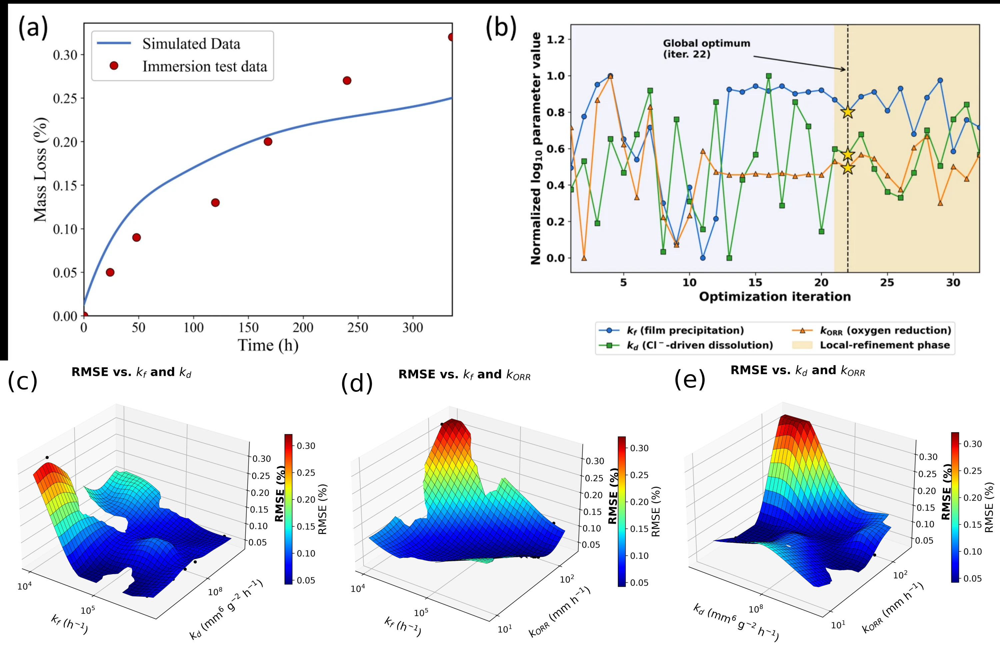 (a)
Simulated Data
Immersion test data
Mass Loss (%)
0.30
0.25
0.20
0.15
0.10
0.05
0.00
0 50 100 150 200 250 300
Time (h)
(b)
Normalized log₁₀ parameter value
1.2
1.0
0.8
0.6
0.4
0.2
0.0
Global optimum
(iter. 22)
5 10 15 20 25 30
Optimization iteration
k_f (film precipitation)
k_d (Cl⁻-driven dissolution)
k_ORR (oxygen reduction)
Local-refinement phase
(c)
RMSE vs. k_f and k_d
10⁴
10⁵
k_f (h⁻¹)
10⁸
k_d (mm⁶ g⁻² h⁻¹)
0.30
0.25
0.20
0.15
0.10
0.05
RMSE (%)
0.30
0.25
0.20
0.15
0.10
0.05
RMSE (%)
(d)
RMSE vs. k_f and k_ORR
10⁴
10⁵
k_f (h⁻¹)
10¹
10²
k_ORR (mm h⁻¹)
0.30
0.25
0.20
0.15
0.10
0.05
RMSE (%)
0.30
0.25
0.20
0.15
0.10
0.05
RMSE (%)
(e)
RMSE vs. k_d and k_ORR
10⁸
k_d (mm⁶ g⁻² h⁻¹)
10¹
10²
k_ORR (mm h⁻¹)
0.30
0.25
0.20
0.15
0.10
0.05
RMSE (%)
0.30
0.25
0.20
0.15
0.10
0.05
RMSE (%)